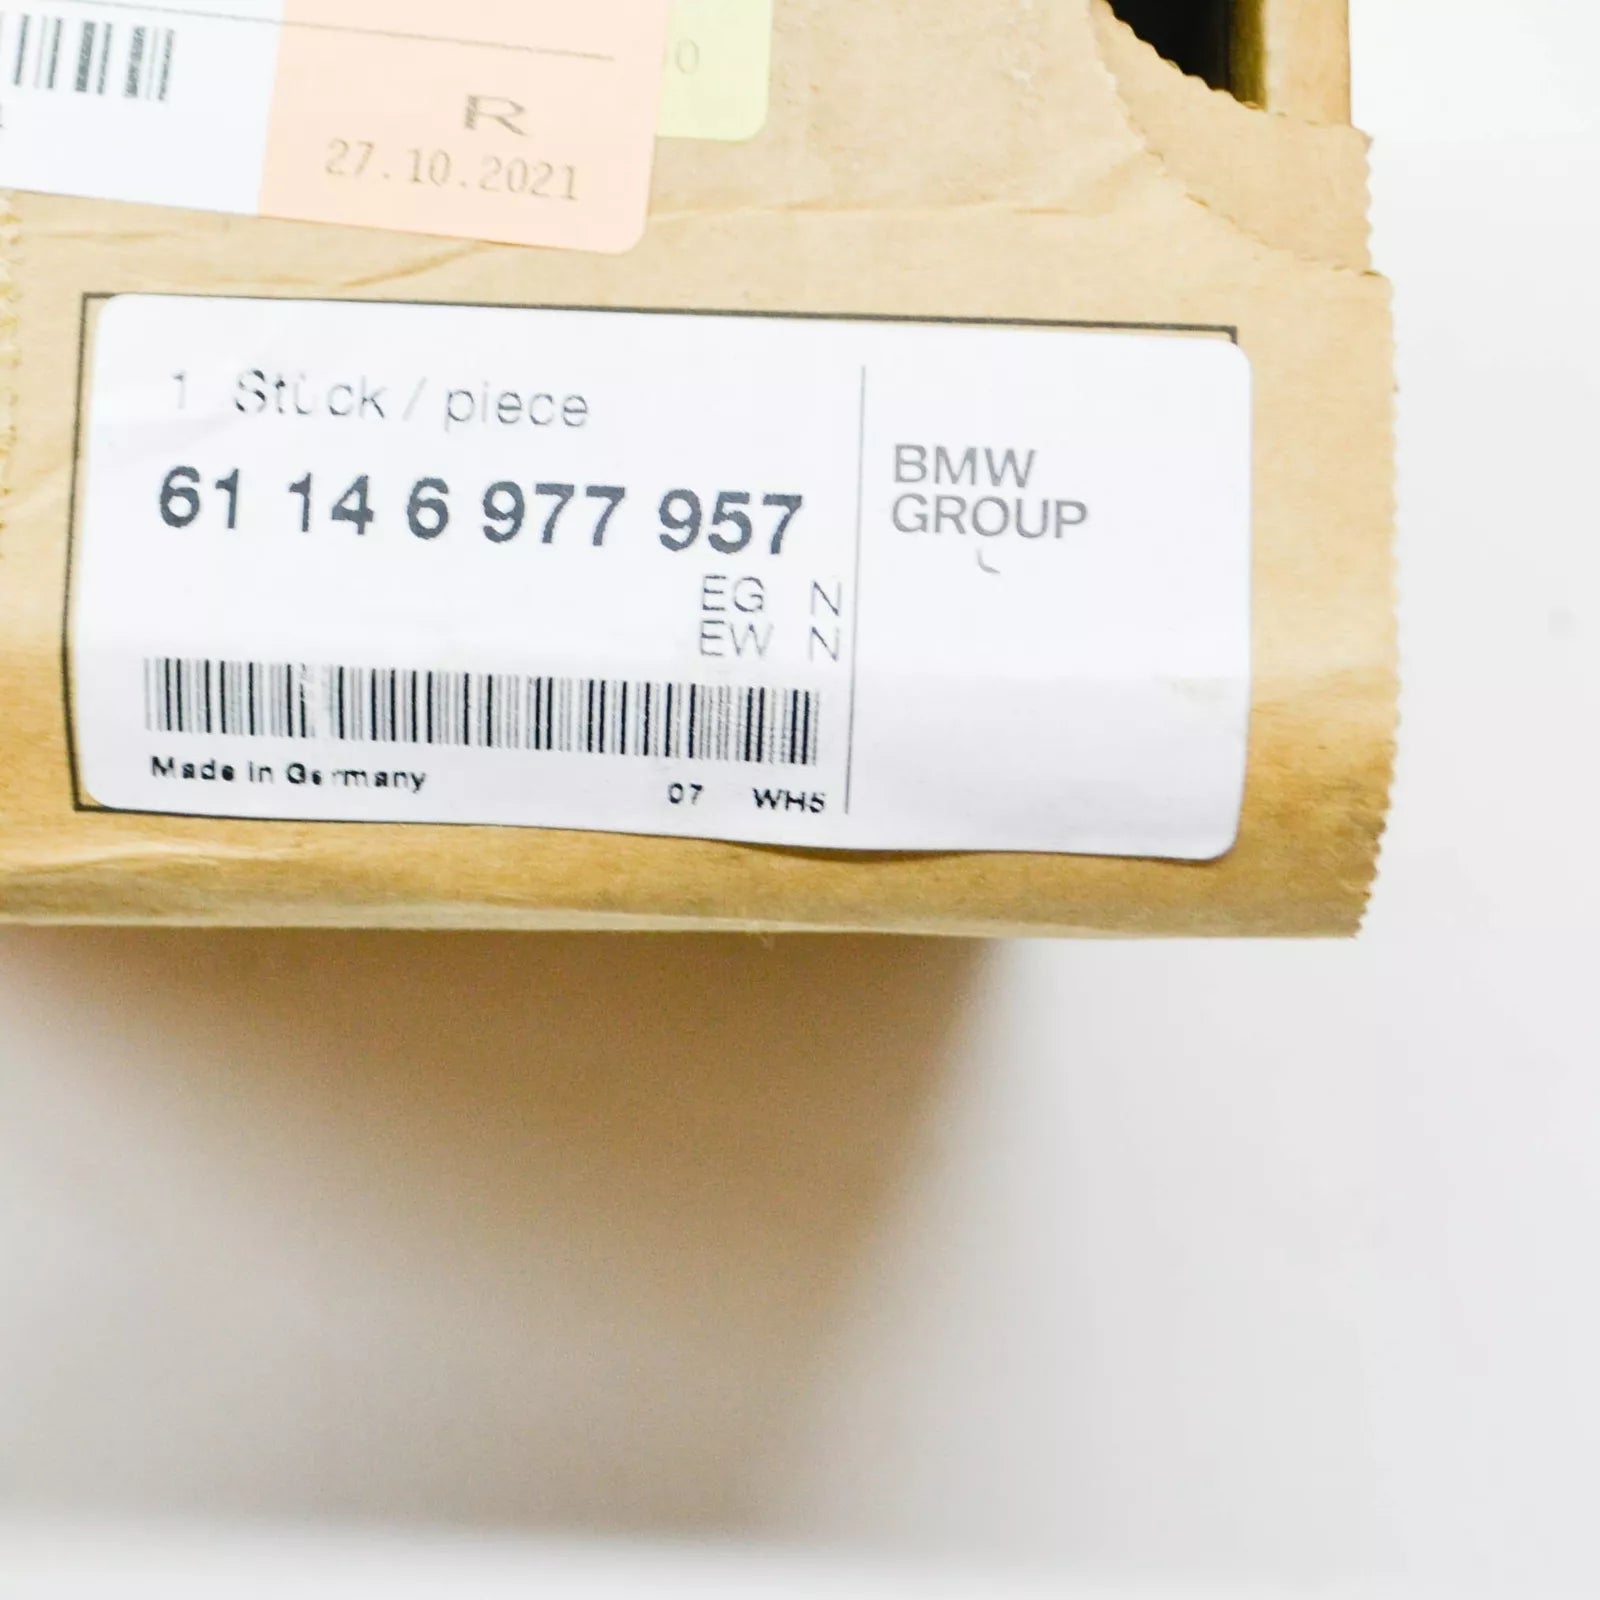 0
R
27.10.2021
1 Stück / piece
61 14 6 977 957
EG N
EW N
Made in Germany
07 WH5
BMW
GROUP